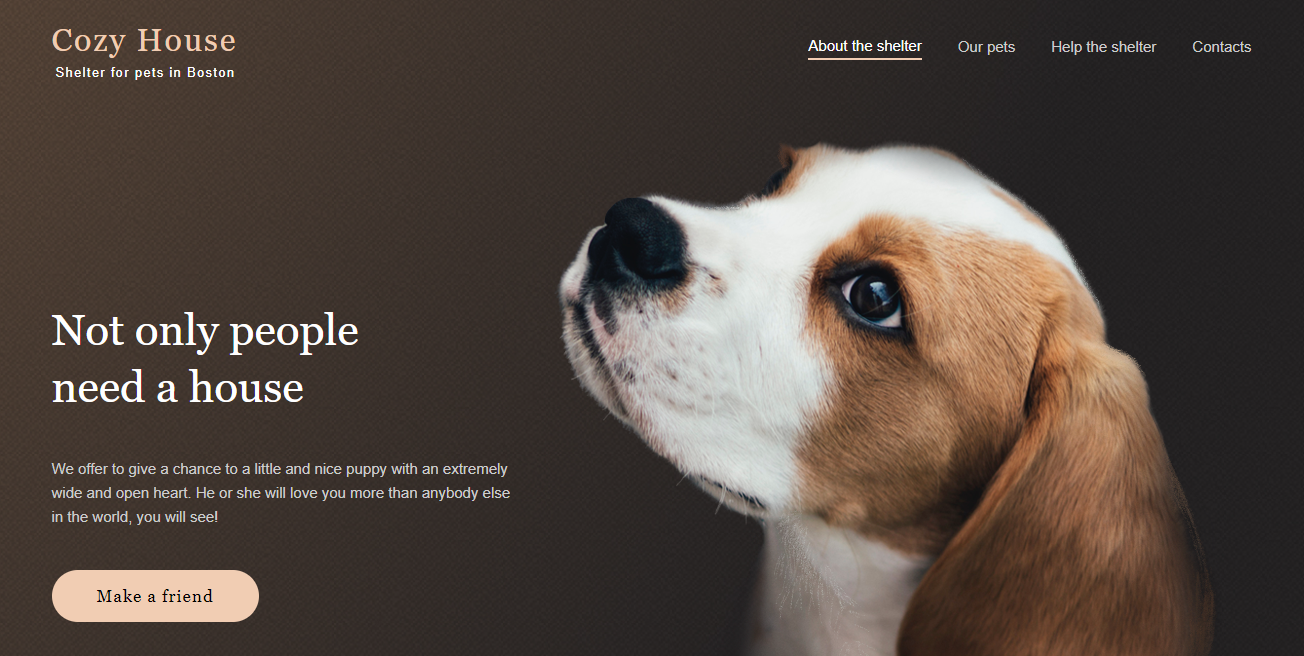 Cozy House
Shelter for pets in Boston
About the shelter
Our pets
Help the shelter
Contacts
Not only people
need a house
We offer to give a chance to a little and nice puppy with an extremely
wide and open heart. He or she will love you more than anybody else
in the world, you will see!
Make a friend